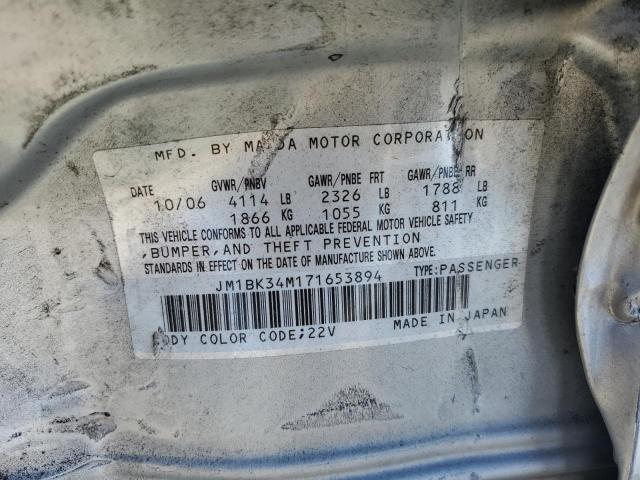 MFD. BY MAZDA MOTOR CORPORATION
DATE GVWR/PNBV GAWR/PNBE FRT GAWR/PNBE RR
10/06 4114 LB 2326 LB 1788 LB
1866 KG 1055 KG 811 KG
THIS VEHICLE CONFORMS TO ALL APPLICABLE FEDERAL MOTOR VEHICLE SAFETY
,BUMPER,AND THEFT PREVENTION
STANDARDS IN EFFECT ON THE DATE OF MANUFACTURE SHOWN ABOVE.
JM1BK34M171653894 TYPE:PASSENGER
BODY COLOR CODE;22V MADE IN JAPAN